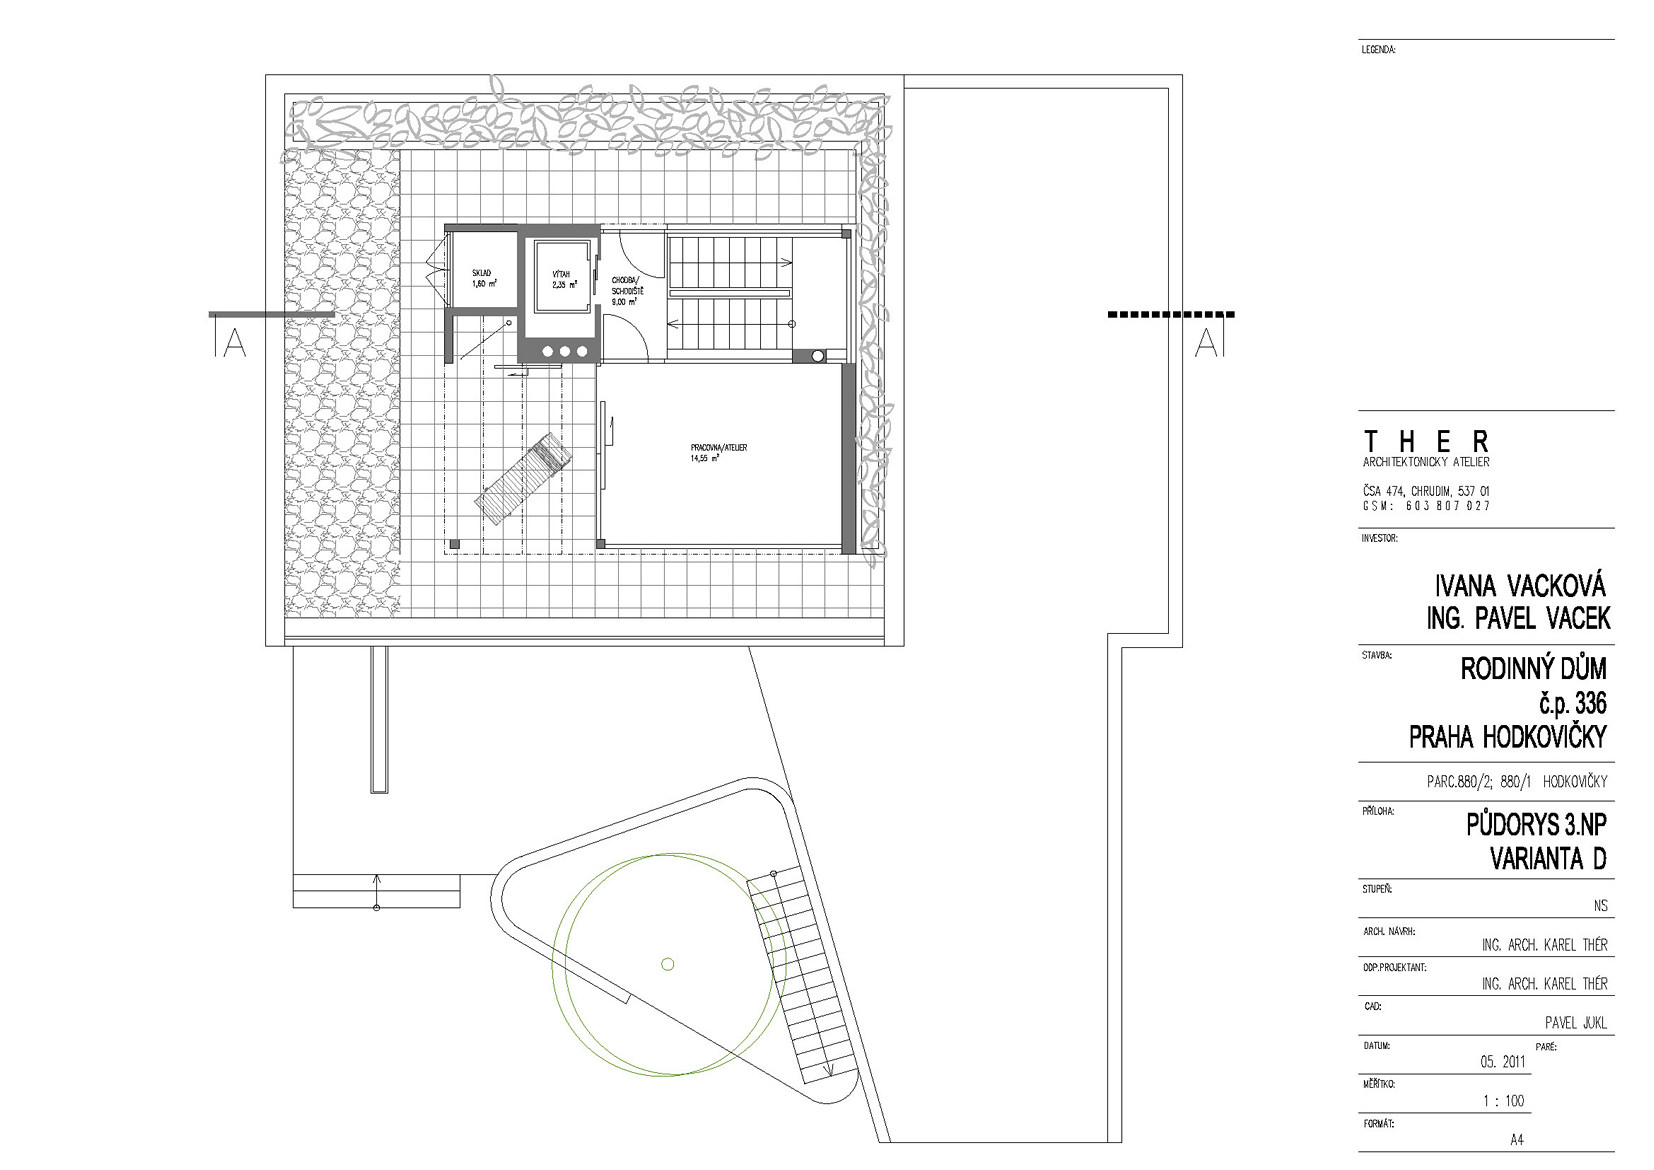 LEGENDA:
SKLAD
1,60 m²
VÝTAH
2,35 m²
CHODBA/
SCHODIŠTĚ
9,00 m²
A
A
PRACOVNA/ATELIER
14,55 m²
THER
ARCHITEKTONICKY ATELIER
ČSA 474, CHRUDIM, 537 01
GSM: 603 807 027
INVESTOR:
IVANA VACKOVÁ
ING. PAVEL VACEK
STAVBA:
RODINNÝ DŮM
č.p. 336
PRAHA HODKOVIČKY
PARC.880/2; 880/1 HODKOVIČKY
PŘÍLOHA:
PŮDORYS 3.NP
VARIANTA D
STUPEŇ:
NS
ARCH. NÁVRH:
ING. ARCH. KAREL THÉR
ODP.PROJEKTANT:
ING. ARCH. KAREL THÉR
CAD:
PAVEL JUKL
DATUM:
PARÉ:
05. 2011
MĚŘÍTKO:
1 : 100
FORMÁT:
A4